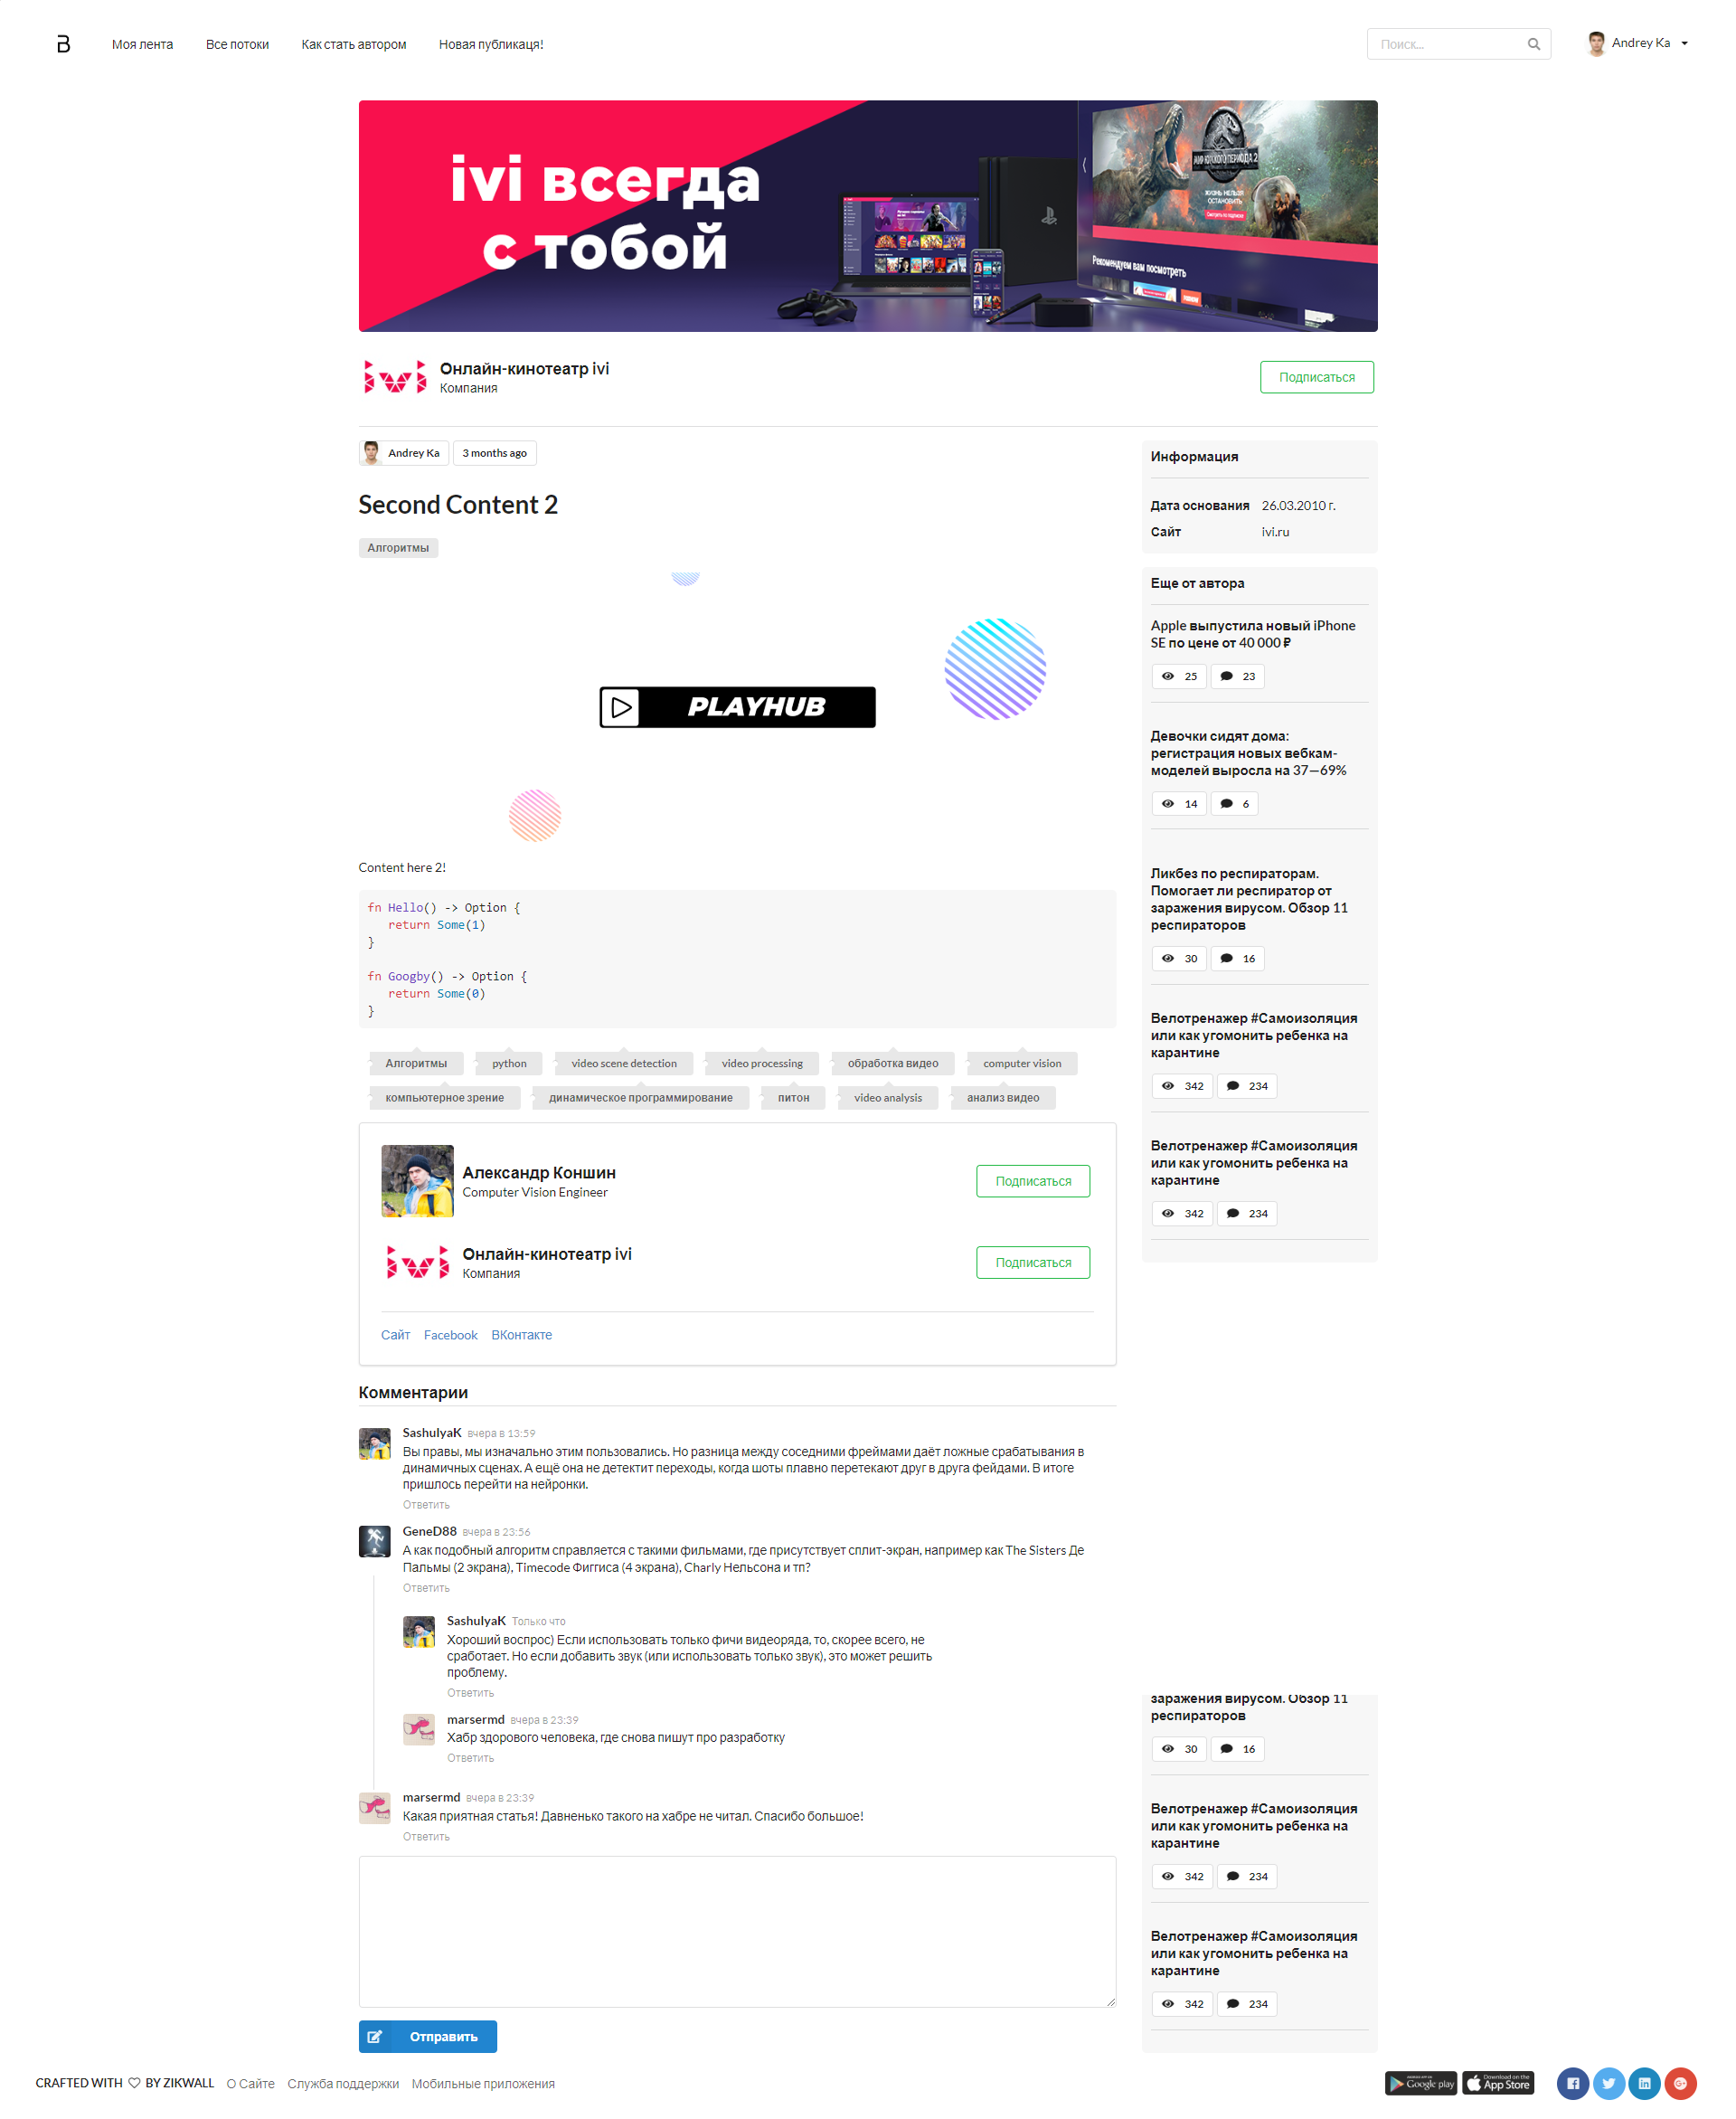 B
Моя лента
Все потоки
Как стать автором
Новая публикаця!
Поиск...
Andrey Ka
ivi всегда
с тобой
МИР ЮРСКОГО ПЕРИОДА 2
ЖИЗНЬ НЕЛЬЗЯ
ОСТАНОВИТЬ
Смотреть по подписке
Рекомендуем вам посмотреть
ivi
Онлайн-кинотеатр ivi
Компания
Подписаться
Andrey Ka
3 months ago
Second Content 2
Алгоритмы
PLAYHUB
Content here 2!
fn Hello() -> Option {
return Some(1)
}
fn Googby() -> Option {
return Some(0)
}
Алгоритмы
python
video scene detection
video processing
обработка видео
computer vision
компьютерное зрение
динамическое программирование
питон
video analysis
анализ видео
Александр Коншин
Computer Vision Engineer
Подписаться
ivi
Онлайн-кинотеатр ivi
Компания
Подписаться
Сайт
Facebook
ВКонтакте
Комментарии
SashulyaK вчера в 13:59
Вы правы, мы изначально этим пользовались. Но разница между соседними фреймами даёт ложные срабатывания в
динамичных сценах. А ещё она не детектит переходы, когда шоты плавно перетекают друг в друга фейдами. В итоге
пришлось перейти на нейронки.
Ответить
GeneD88 вчера в 23:56
А как подобный алгоритм справляется с такими фильмами, где присутствует сплит-экран, например как The Sisters Де
Пальмы (2 экрана), Timecode Фиггиса (4 экрана), Charly Нельсона и тп?
Ответить
SashulyaK Только что
Хороший воспрос) Если использовать только фичи видеоряда, то, скорее всего, не
сработает. Но если добавить звук (или использовать только звук), это может решить
проблему.
Ответить
marsermd вчера в 23:39
Хабр здорового человека, где снова пишут про разработку
Ответить
marsermd вчера в 23:39
Какая приятная статья! Давненько такого на хабре не читал. Спасибо большое!
Ответить
Отправить
Информация
Дата основания 26.03.2010 г.
Сайт ivi.ru
Еще от автора
Apple выпустила новый iPhone
SE по цене от 40 000 ₽
25 23
Девочки сидят дома:
регистрация новых вебкам-
моделей выросла на 37—69%
14 6
Ликбез по респираторам.
Помогает ли респиратор от
заражения вирусом. Обзор 11
респираторов
30 16
Велотренажер #Самоизоляция
или как угомонить ребенка на
карантине
342 234
Велотренажер #Самоизоляция
или как угомонить ребенка на
карантине
342 234
заражения вирусом. Обзор 11
респираторов
30 16
Велотренажер #Самоизоляция
или как угомонить ребенка на
карантине
342 234
Велотренажер #Самоизоляция
или как угомонить ребенка на
карантине
342 234
CRAFTED WITH BY ZIKWALL
О Сайте
Служба поддержки
Мобильные приложения
Google play
Download on the
App Store